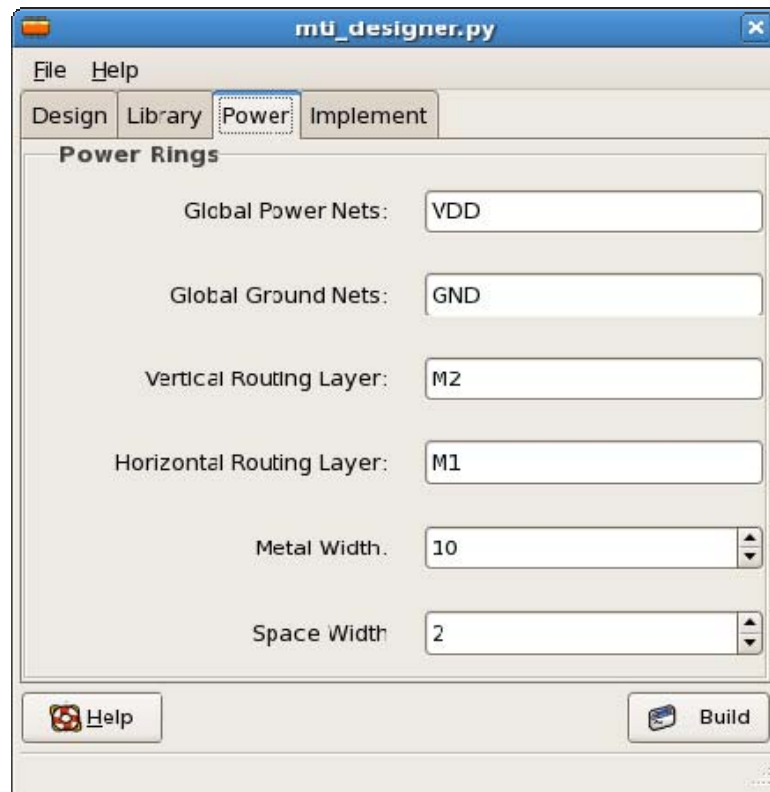 mti_designer.py
File Help
Design Library Power Implement
Power Rings
Global Power Nets: VDD
Global Ground Nets: GND
Vertical Routing Layer: M2
Horizontal Routing Layer: M1
Metal Width. 10
Space Width 2
Help Build